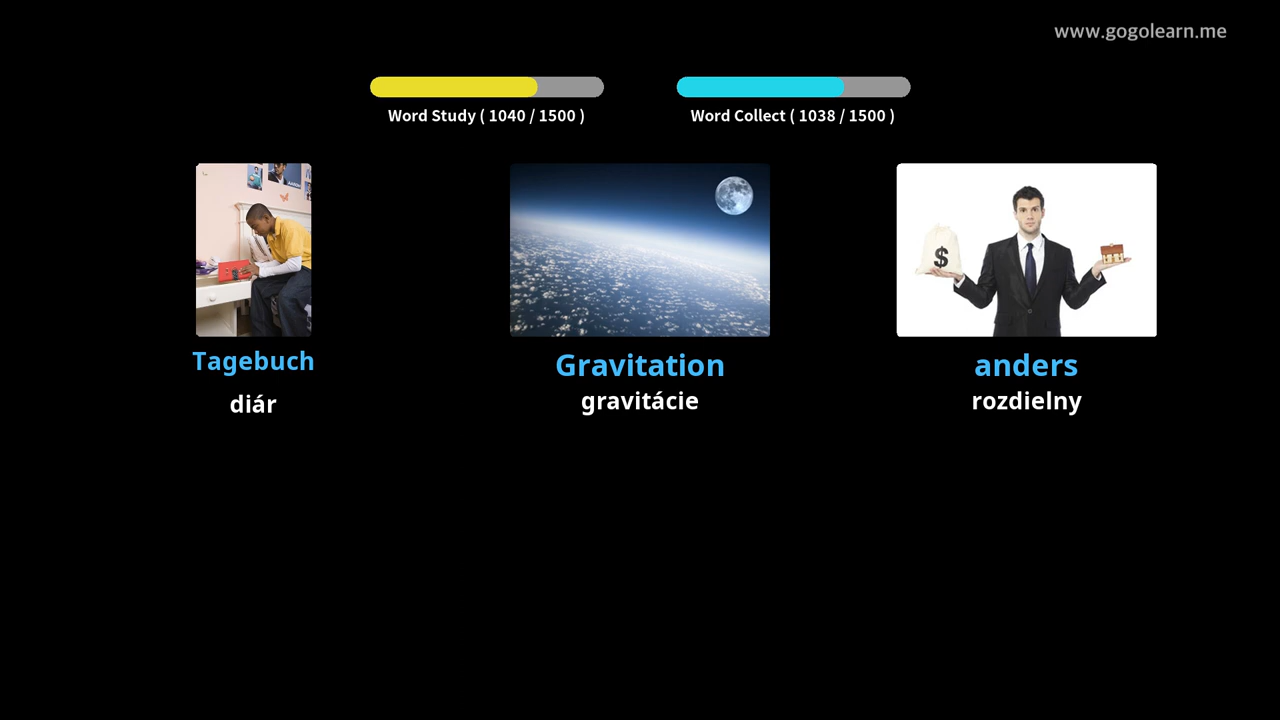 www.gogolearn.me
Word Study ( 1040 / 1500 )
Word Collect ( 1038 / 1500 )
$
Tagebuch
diár
Gravitation
gravitácie
anders
rozdielny